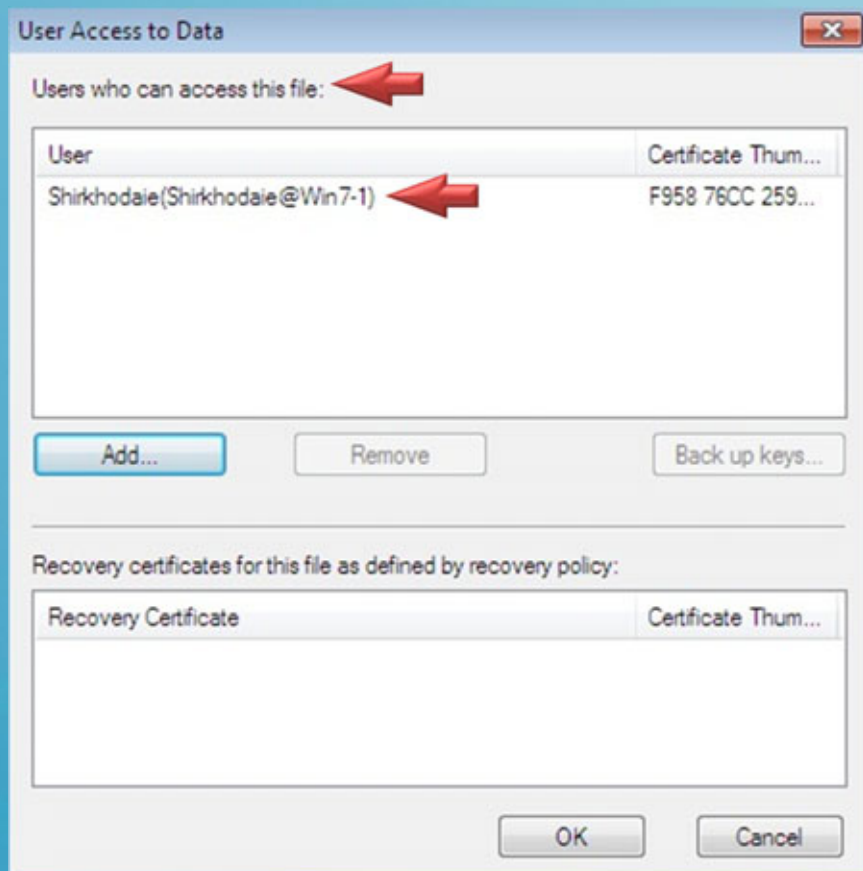 User Access to Data
Users who can access this file:
User Certificate Thum...
Shirkhodaie(Shirkhodaie@Win7-1) F958 76CC 259...
Add... Remove Back up keys...
Recovery certificates for this file as defined by recovery policy:
Recovery Certificate Certificate Thum...
OK Cancel